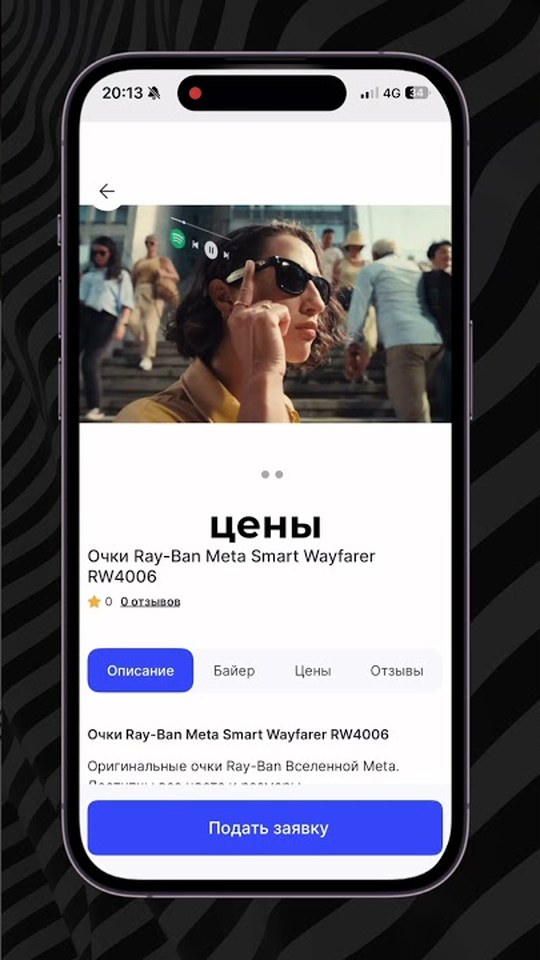 20:13
4G 34
цены
Очки Ray-Ban Meta Smart Wayfarer
RW4006
0 0 отзывов
Описание Байер Цены Отзывы
Очки Ray-Ban Meta Smart Wayfarer RW4006
Оригинальные очки Ray-Ban Вселенной Meta.
Подать заявку